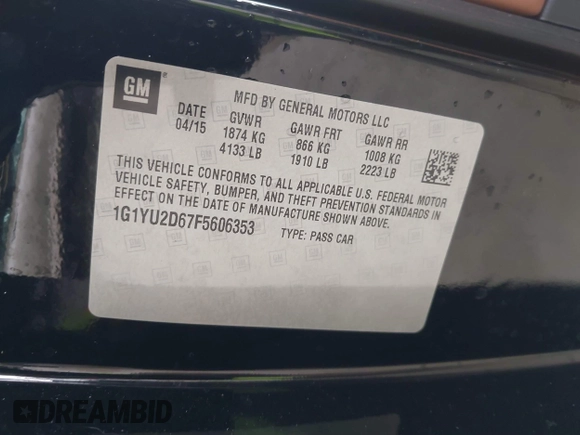 GM
MFD BY GENERAL MOTORS LLC
DATE GVWR GAWR FRT GAWR RR
04/15 1874 KG 866 KG 1008 KG
4133 LB 1910 LB 2223 LB
THIS VEHICLE CONFORMS TO ALL APPLICABLE U.S. FEDERAL MOTOR
VEHICLE SAFETY, BUMPER, AND THEFT PREVENTION STANDARDS IN
EFFECT ON THE DATE OF MANUFACTURE SHOWN ABOVE.
1G1YU2D67F5606353 TYPE: PASS CAR
DREAMBID